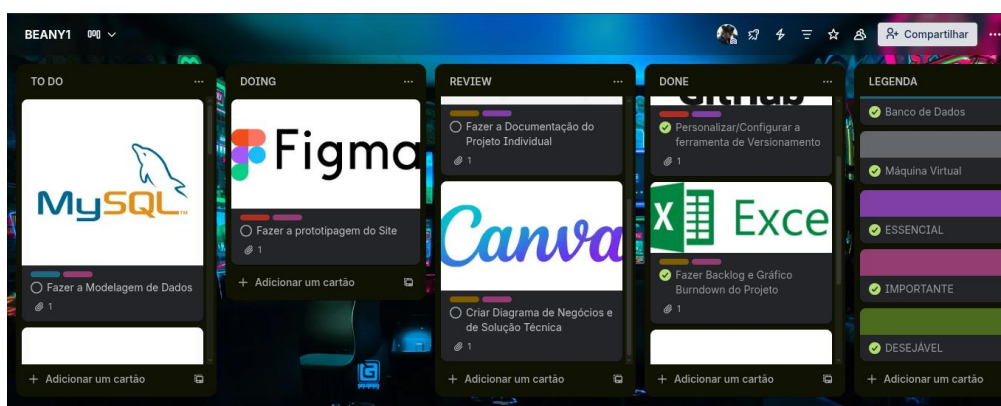 BEANY1
Compartilhar
TO DO
MySQL
Fazer a Modelagem de Dados
1
Adicionar um cartão
DOING
Figma
Fazer a prototipagem do Site
1
Adicionar um cartão
REVIEW
Fazer a Documentação do
Projeto Individual
1
Canva
Criar Diagrama de Negócios e
de Solução Técnica
1
Adicionar um cartão
DONE
GitHub
Personalizar/Configurar a
ferramenta de Versionamento
1
X Exce
Fazer Backlog e Gráfico
Burndown do Projeto
1
Adicionar um cartão
LEGENDA
Banco de Dados
Máquina Virtual
ESSENCIAL
IMPORTANTE
DESEJÁVEL
Adicionar um cartão